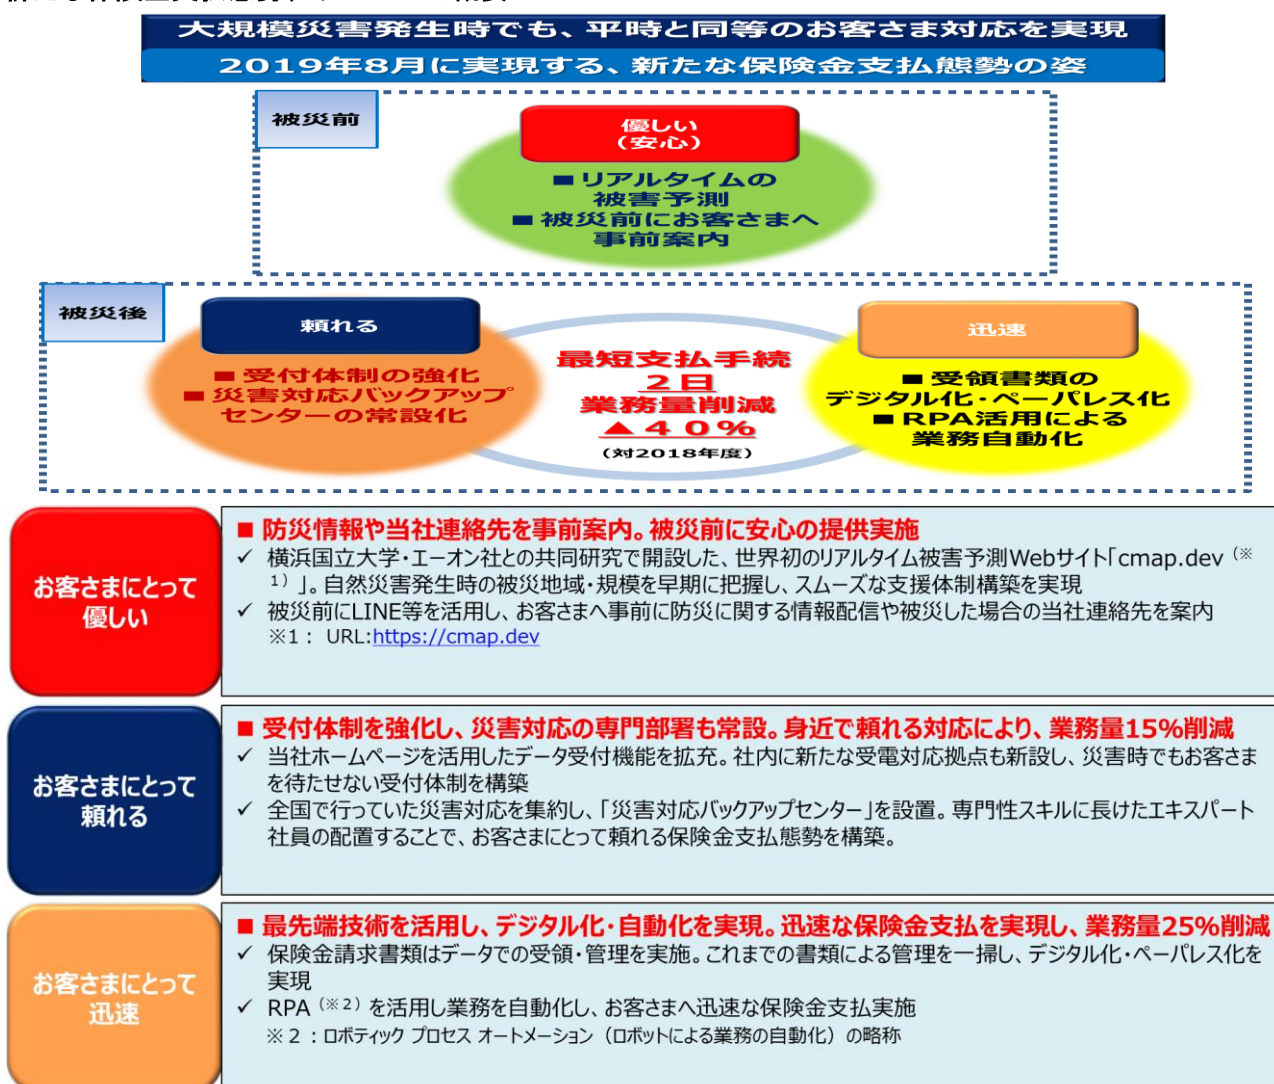 大規模災害発生時でも、平時と同等のお客さま対応を実現
2019年8月に実現する、新たな保険金支払態勢の姿
被災前
優しい
(安心)
■リアルタイムの
被害予測
■被災前にお客さまへ
事前案内
被災後
頼れる
■受付体制の強化
■災害対応バックアップ
センターの常設化
最短支払手続
2日
業務量削減
▲40%
(対2018年度)
迅速
■受領書類の
デジタル化・ペーパレス化
■RPA活用による
業務自動化
お客さまにとって
優しい
■ 防災情報や当社連絡先を事前案内。被災前に安心の提供実施
✓ 横浜国立大学・エーオン社との共同研究で開設した、世界初のリアルタイム被害予測Webサイト「cmap.dev(※
1)」。自然災害発生時の被災地域・規模を早期に把握し、スムーズな支援体制構築を実現
✓ 被災前にLINE等を活用し、お客さまへ事前に防災に関する情報配信や被災した場合の当社連絡先を案内
※1: URL:https://cmap.dev
お客さまにとって
頼れる
■ 受付体制を強化し、災害対応の専門部署も常設。身近で頼れる対応により、業務量15%削減
✓ 当社ホームページを活用したデータ受付機能を拡充。社内に新たな受電対応拠点も新設し、災害時でもお客さま
を待たせない受付体制を構築
✓ 全国で行っていた災害対応を集約し、「災害対応バックアップセンター」を設置。専門性スキルに長けたエキスパート
社員の配置することで、お客さまにとって頼れる保険金支払態勢を構築。
お客さまにとって
迅速
■ 最先端技術を活用し、デジタル化・自動化を実現。迅速な保険金支払を実現し、業務量25%削減
✓ 保険金請求書類はデータでの受領・管理を実施。これまでの書類による管理を一掃し、デジタル化・ペーパレス化を
実現
✓ RPA(※2)を活用し業務を自動化し、お客さまへ迅速な保険金支払実施
※2:ロボティック プロセス オートメーション(ロボットによる業務の自動化)の略称